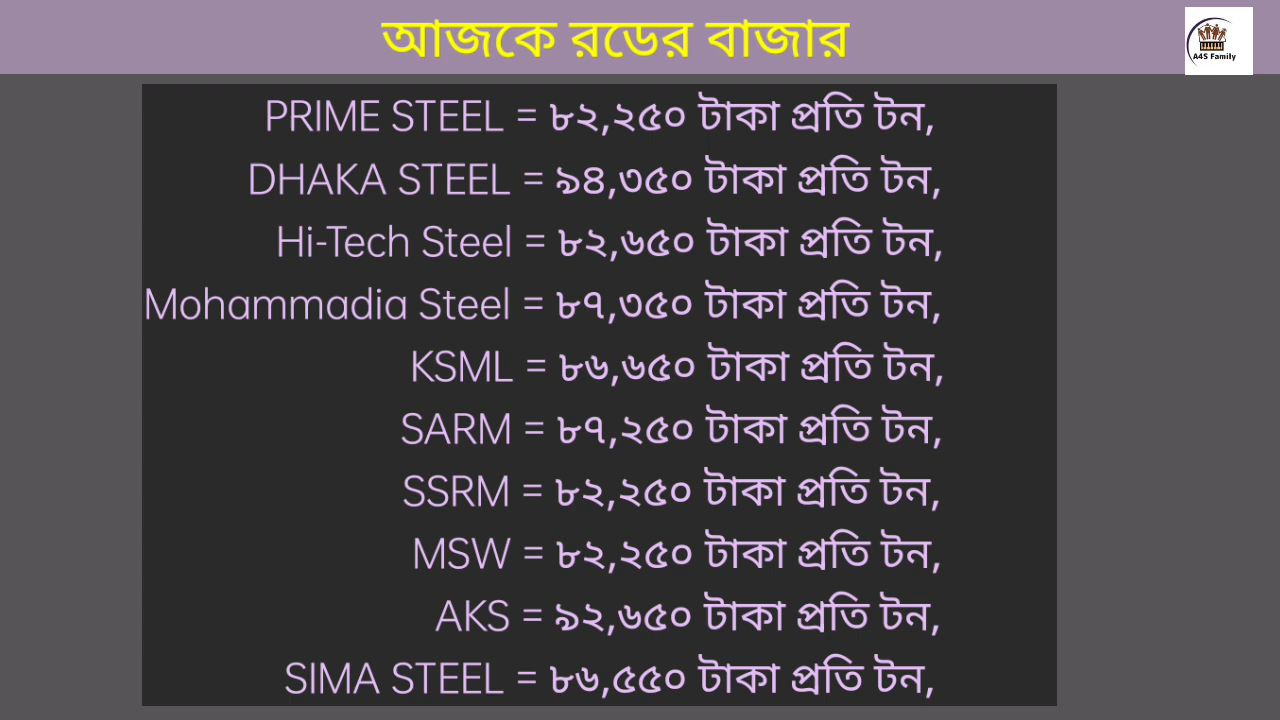 আজকে রডের বাজার
A4S Family
PRIME STEEL = ৮২,২৫০ টাকা প্রতি টন,
DHAKA STEEL = ৯৪,৩৫০ টাকা প্রতি টন,
Hi-Tech Steel = ৮২,৬৫০ টাকা প্রতি টন,
Mohammadia Steel = ৮৭,৩৫০ টাকা প্রতি টন,
KSML = ৮৬,৬৫০ টাকা প্রতি টন,
SARM = ৮৭,২৫০ টাকা প্রতি টন,
SSRM = ৮২,২৫০ টাকা প্রতি টন,
MSW = ৮২,২৫০ টাকা প্রতি টন,
AKS = ৯২,৬৫০ টাকা প্রতি টন,
SIMA STEEL = ৮৬,৫৫০ টাকা প্রতি টন,